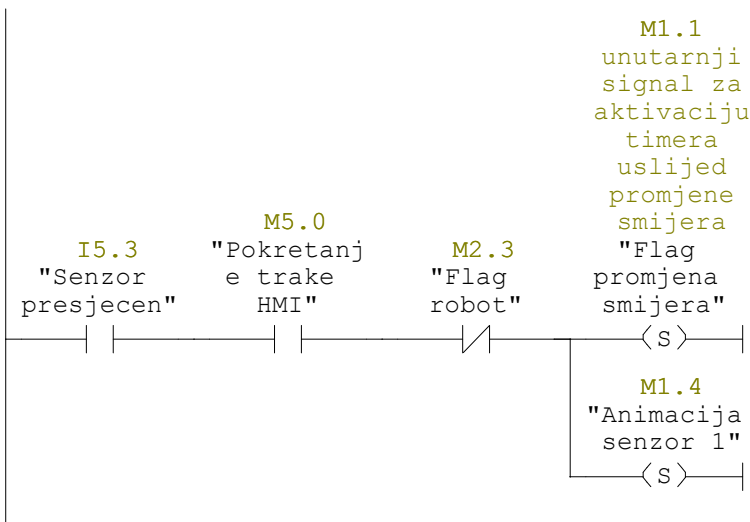 M1.1
unutarnji
signal za
aktivaciju
timera
uslijed
promjene
smijera
I5.3
"Senzor
presjecen"
M5.0
"Pokretanj
e trake
HMI"
M2.3
"Flag
robot"
"Flag
promjena
smijera"
S
M1.4
"Animacija
senzor 1"
S